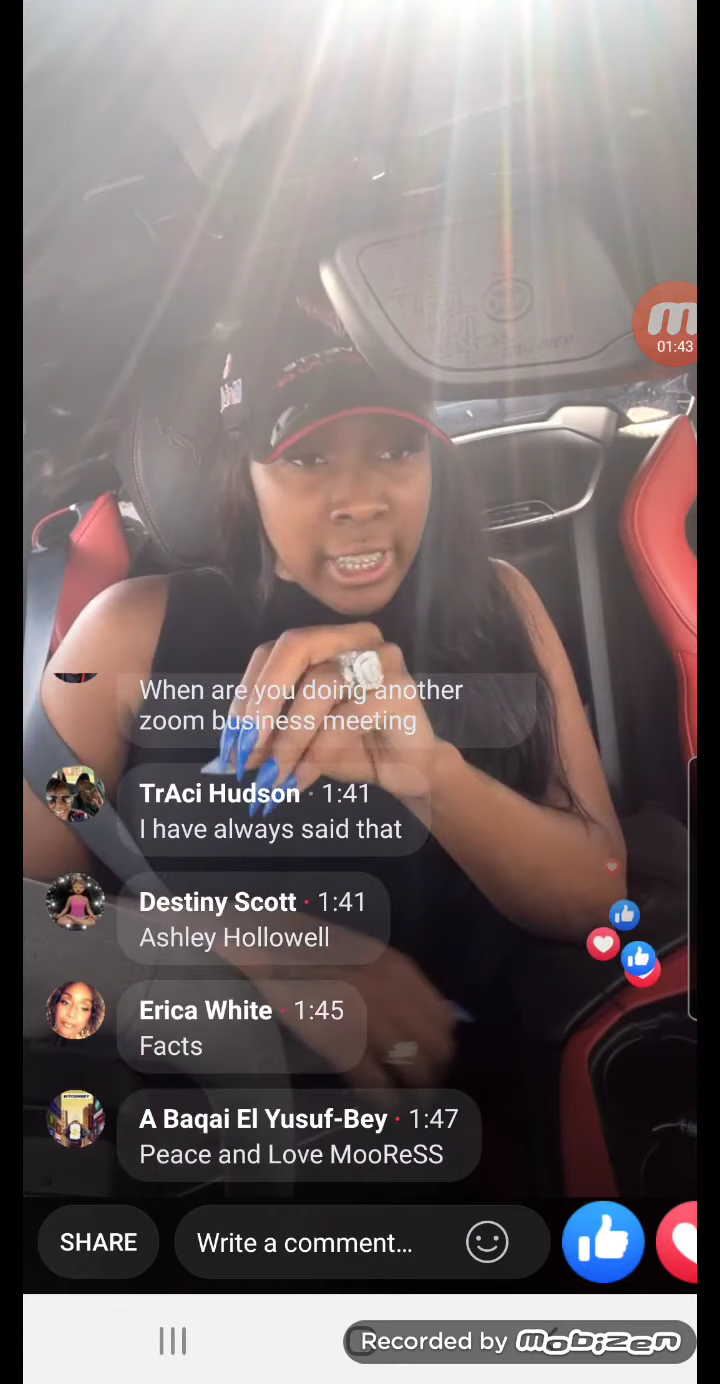 01:43
When are you doing another
zoom business meeting
TrAci Hudson · 1:41
I have always said that
Destiny Scott · 1:41
Ashley Hollowell
Erica White · 1:45
Facts
A Baqai El Yusuf-Bey · 1:47
Peace and Love MooReSS
SHARE
Write a comment...
Recorded by mobizen